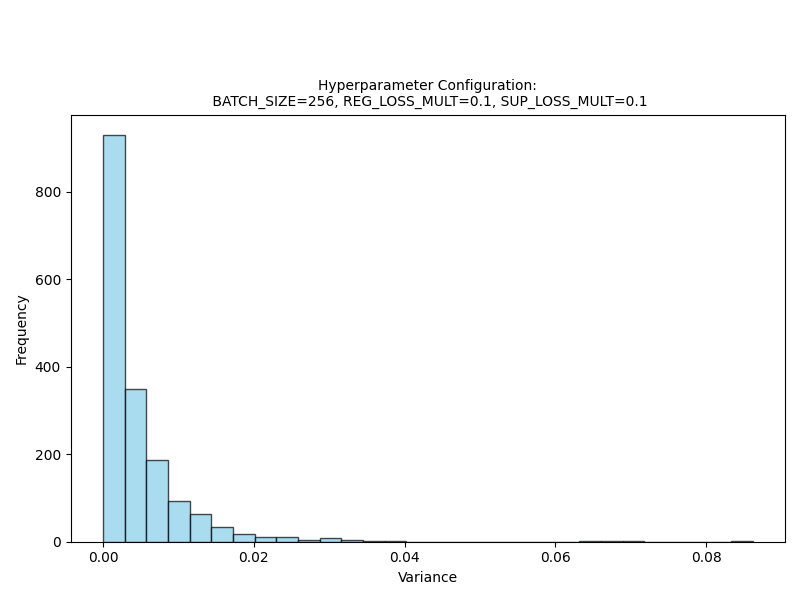 Hyperparameter Configuration:
BATCH_SIZE=256, REG_LOSS_MULT=0.1, SUP_LOSS_MULT=0.1
Frequency
800
600
400
200
0
0.00 0.02 0.04 0.06 0.08
Variance